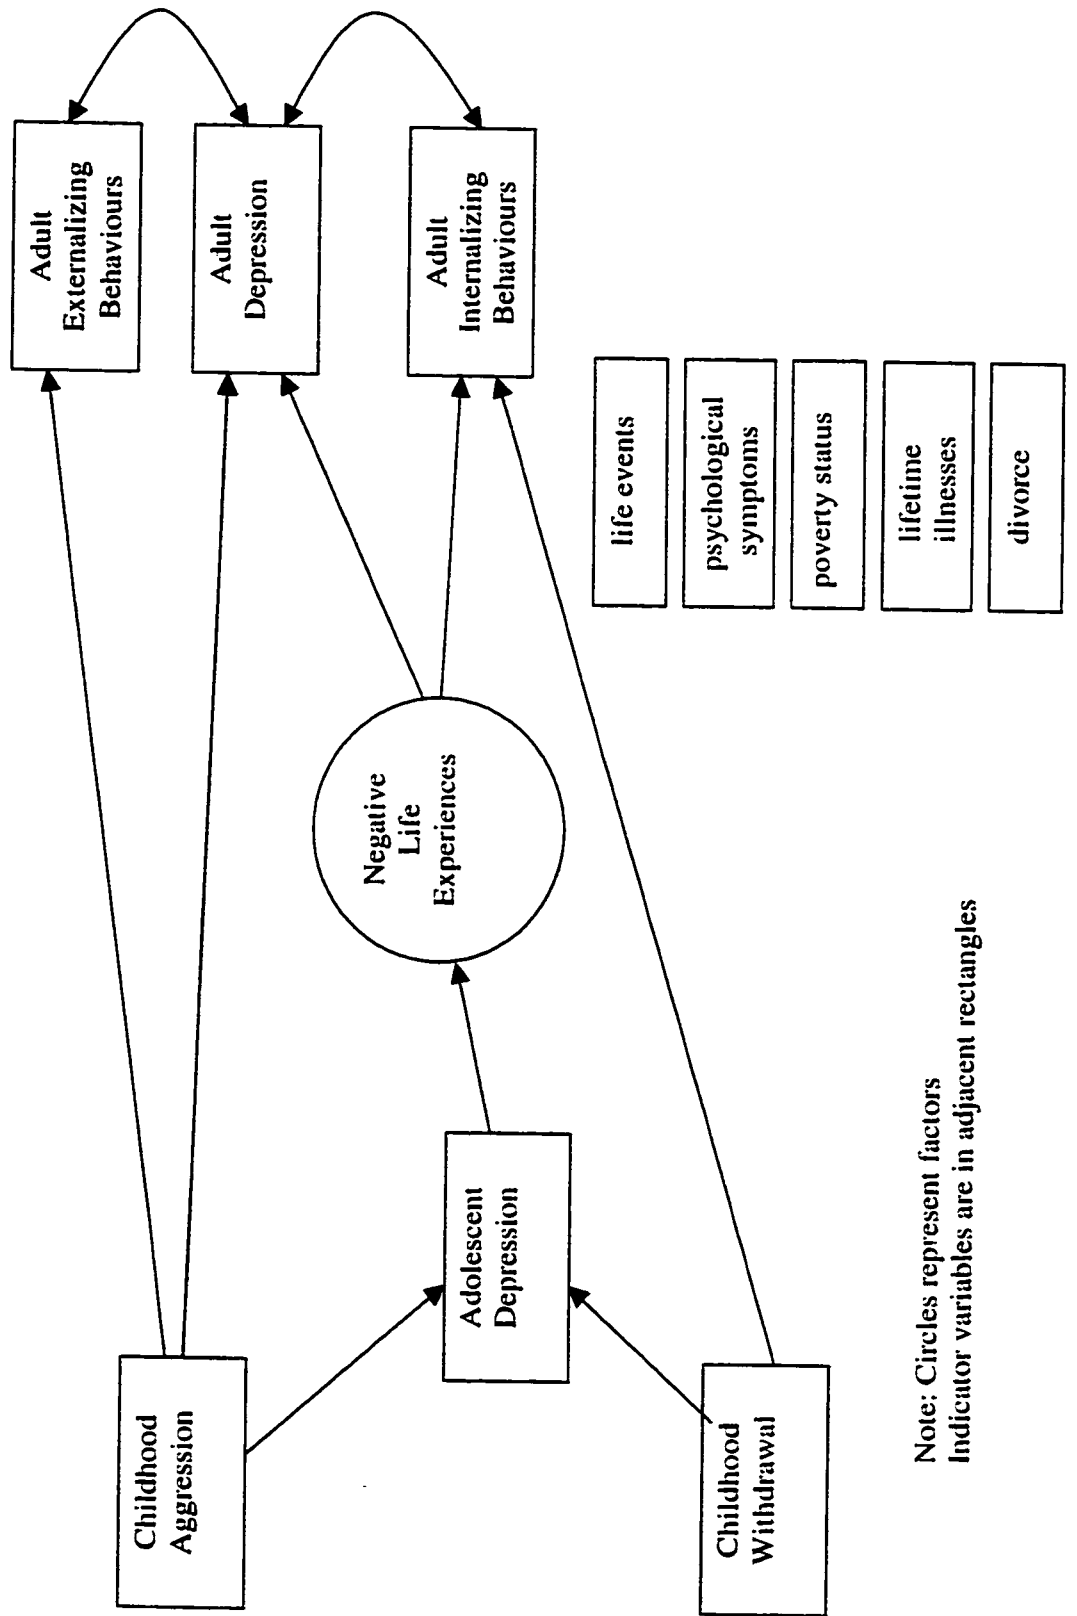 Childhood
Aggression
Childhood
Withdrawal
Adolescent
Depression
Negative
Life
Experiences
Adult
Externalizing
Behaviours
Adult
Depression
Adult
Internalizing
Behaviours
life events
psychological
symptoms
poverty status
lifetime
illnesses
divorce
Note: Circles represent factors
Indicator variables are in adjacent rectangles